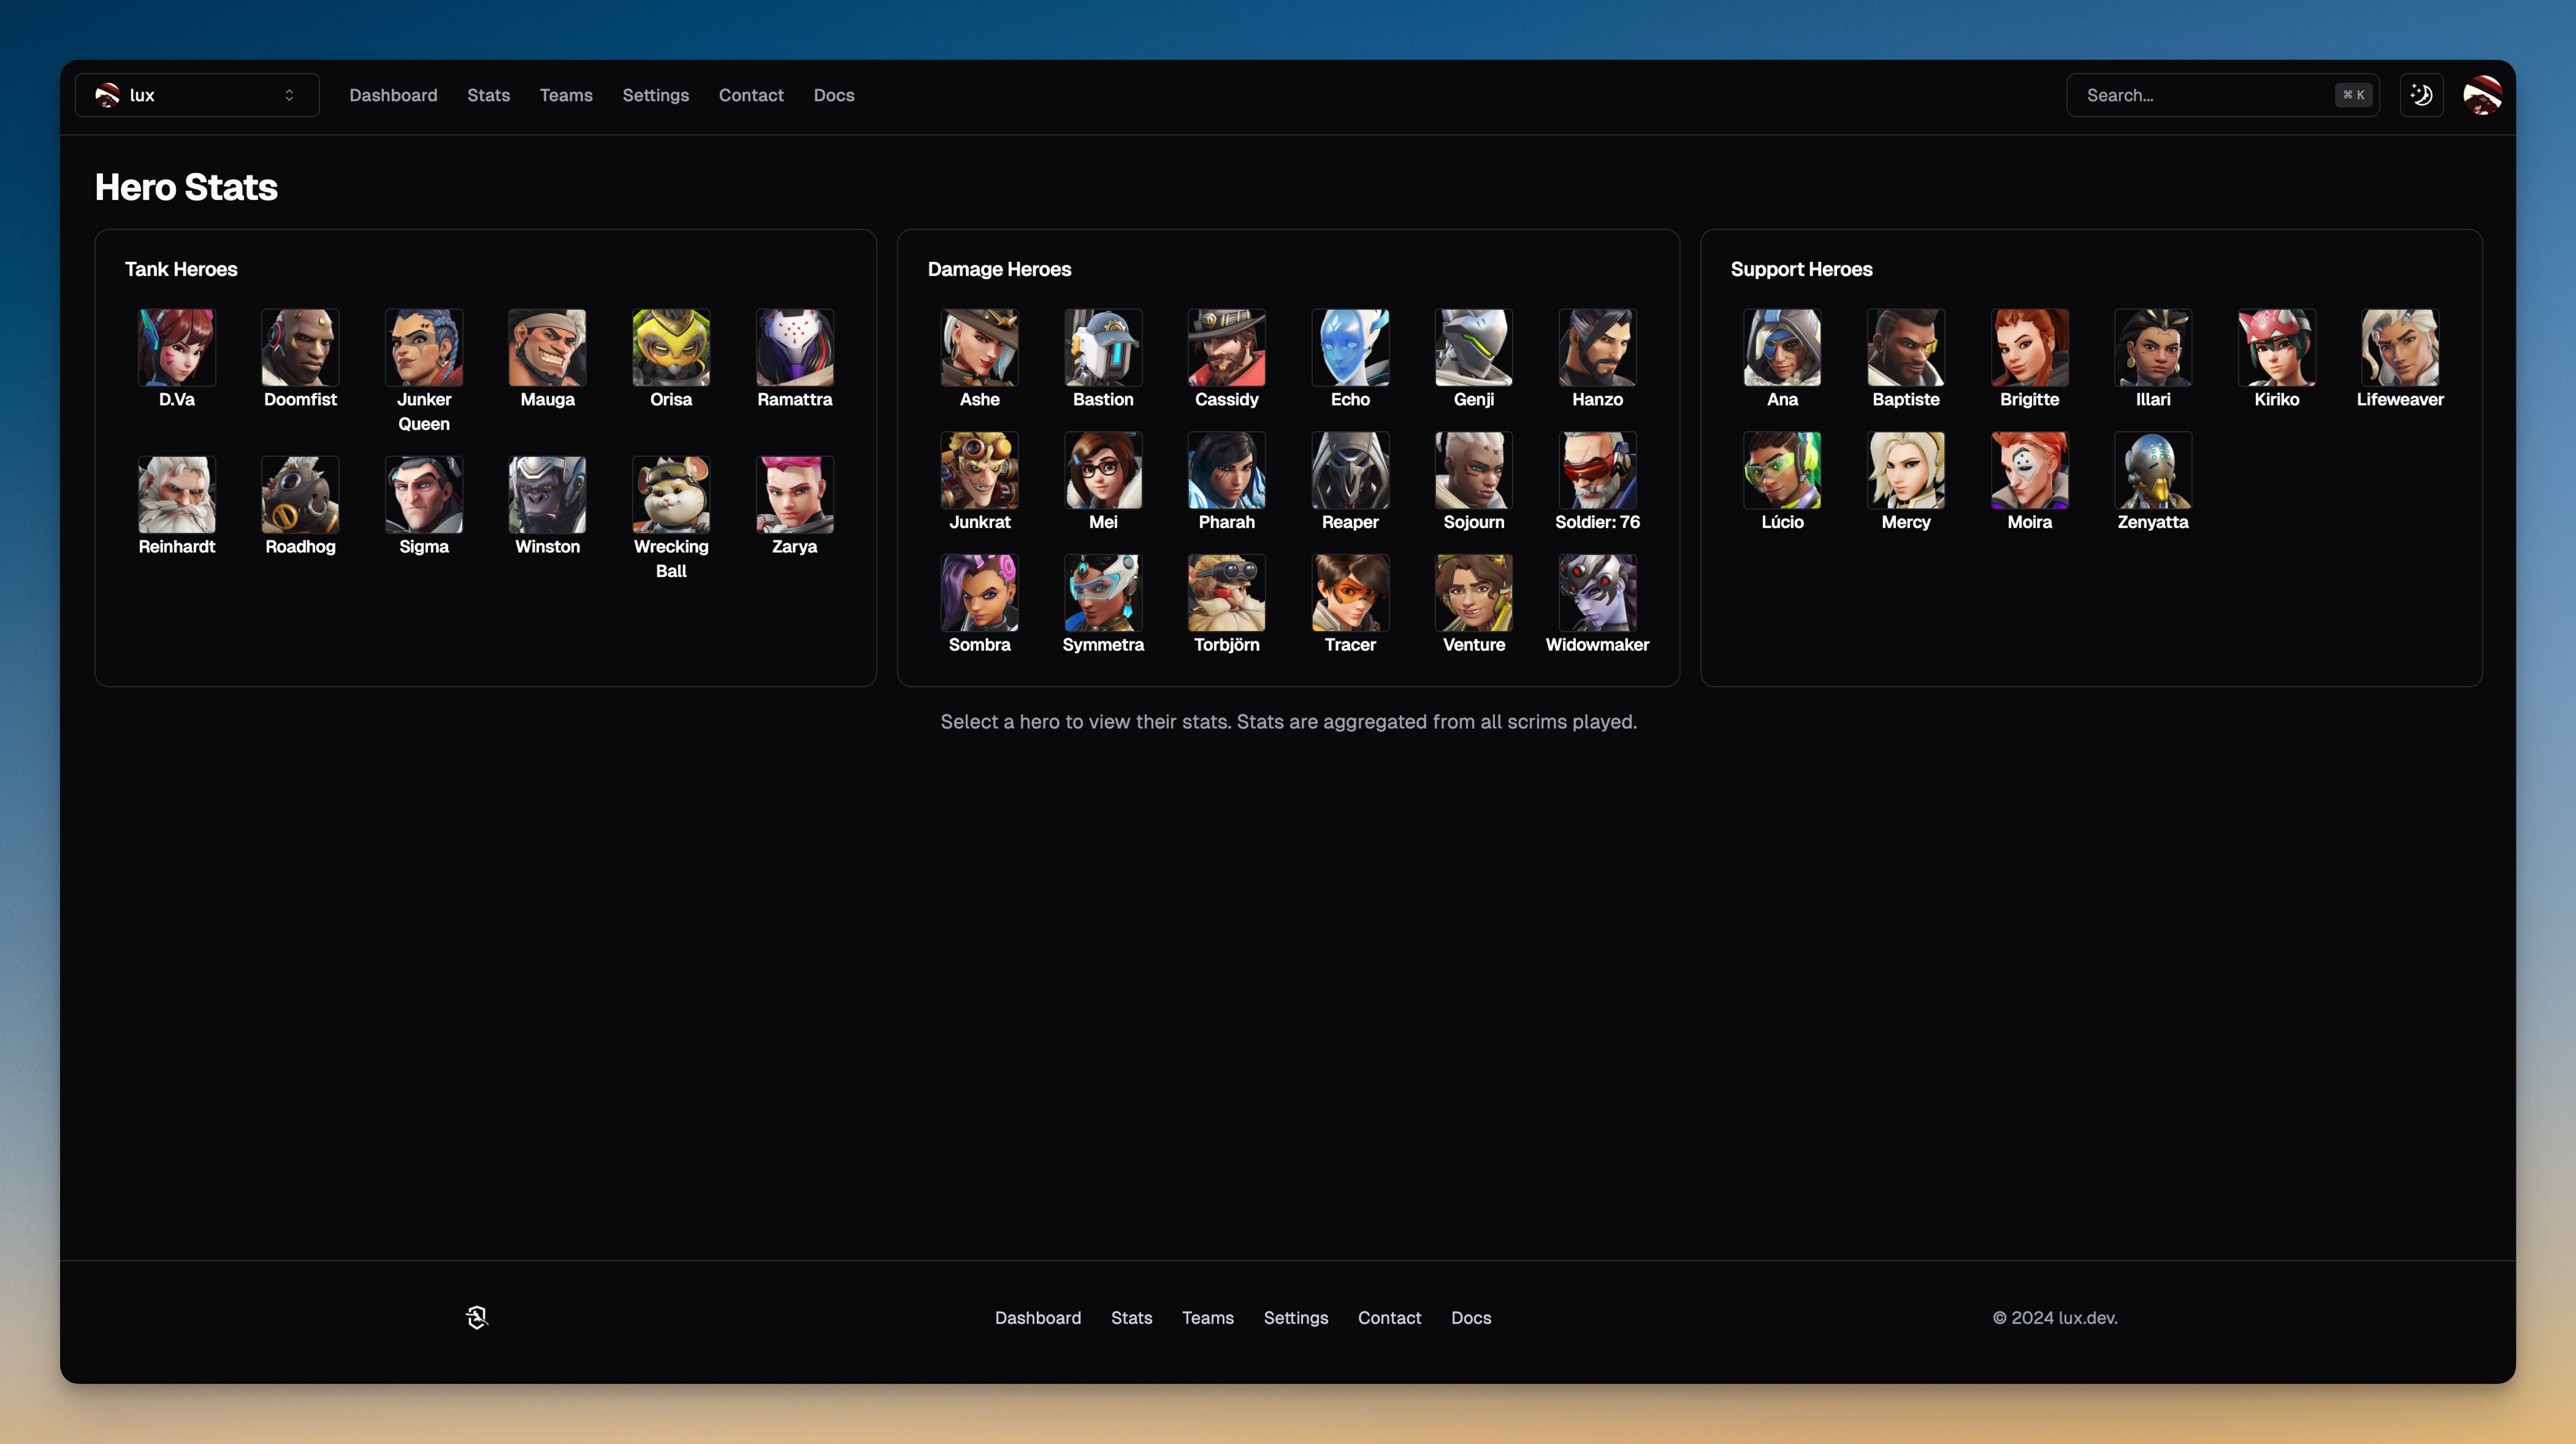 lux
Dashboard Stats Teams Settings Contact Docs
Search... ⌘ K
Hero Stats
Tank Heroes
D.Va Doomfist Junker Queen Mauga Orisa Ramattra
Reinhardt Roadhog Sigma Winston Wrecking Ball Zarya
Damage Heroes
Ashe Bastion Cassidy Echo Genji Hanzo
Junkrat Mei Pharah Reaper Sojourn Soldier: 76
Sombra Symmetra Torbjörn Tracer Venture Widowmaker
Support Heroes
Ana Baptiste Brigitte Illari Kiriko Lifeweaver
Lúcio Mercy Moira Zenyatta
Select a hero to view their stats. Stats are aggregated from all scrims played.
Dashboard Stats Teams Settings Contact Docs
© 2024 lux.dev.